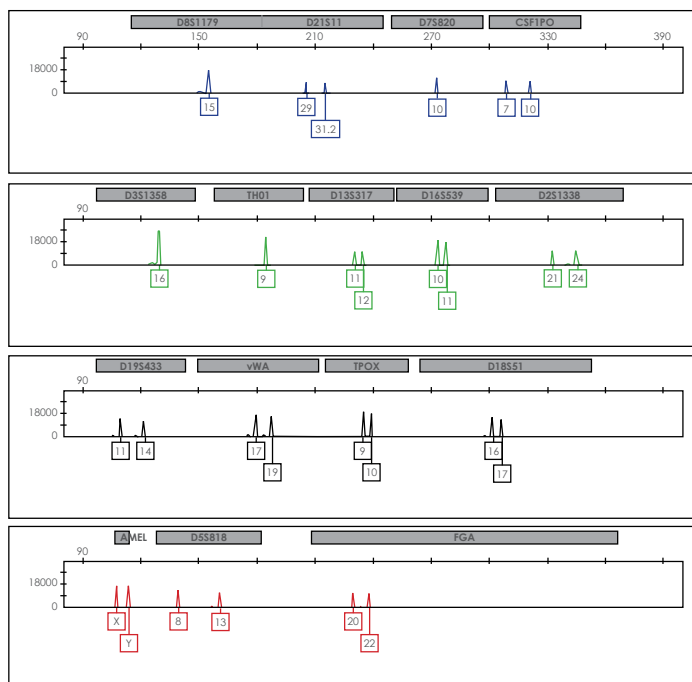 D8S1179 D21S11 D7S820 CSF1PO
90 150 210 270 330 390
18000
0
15 29 10 7 10
31.2
D3S1358 TH01 D13S317 D16S539 D2S1338
90
18000
0
16 9 11 10 21 24
12 11
D19S433 vWA TPOX D18S51
90
18000
0
11 14 17 9 16
19 10 17
AMEL D5S818 FGA
90
18000
0
X 8 13 20
Y 22